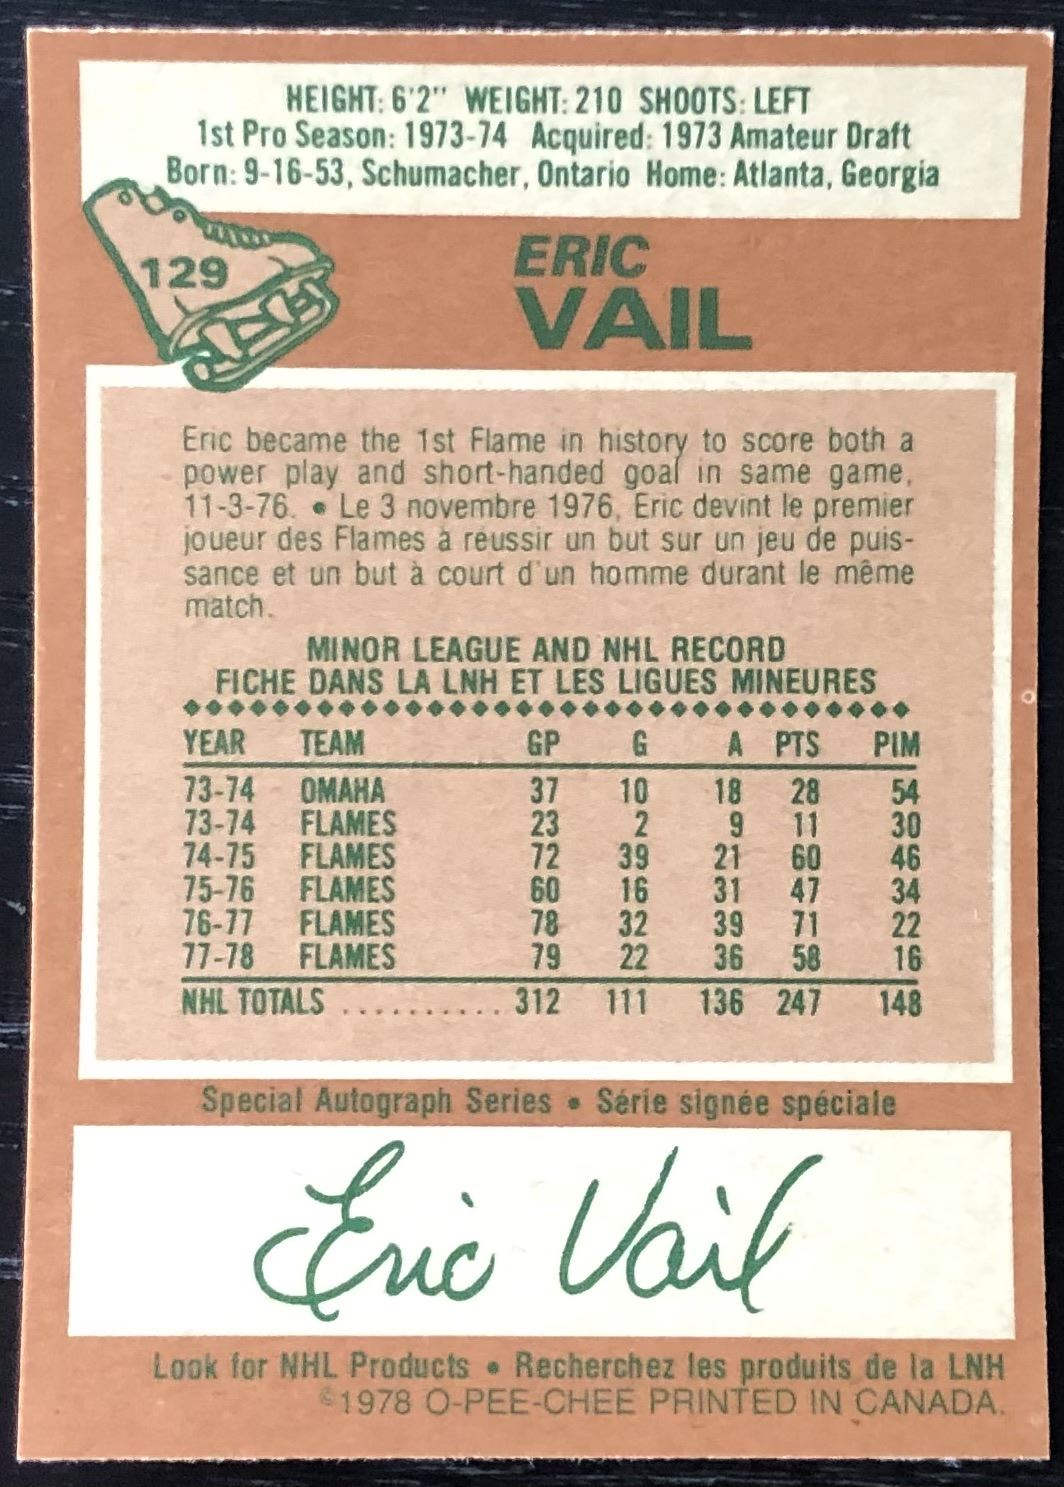 HEIGHT: 6'2" WEIGHT: 210 SHOOTS: LEFT
1st Pro Season: 1973-74 Acquired: 1973 Amateur Draft
Born: 9-16-53, Schumacher, Ontario Home: Atlanta, Georgia
129
ERIC
VAIL
Eric became the 1st Flame in history to score both a
power play and short-handed goal in same game,
11-3-76. • Le 3 novembre 1976, Eric devint le premier
joueur des Flames à réussir un but sur un jeu de puis-
sance et un but à court d'un homme durant le même
match.
MINOR LEAGUE AND NHL RECORD
FICHE DANS LA LNH ET LES LIGUES MINEURES
YEAR TEAM GP G A PTS PIM
73-74 OMAHA 37 10 18 28 54
73-74 FLAMES 23 2 9 11 30
74-75 FLAMES 72 39 21 60 46
75-76 FLAMES 60 16 31 47 34
76-77 FLAMES 78 32 39 71 22
77-78 FLAMES 79 22 36 58 16
NHL TOTALS .......... 312 111 136 247 148
Special Autograph Series • Série signée spéciale
Eric Vail
Look for NHL Products • Recherchez les produits de la LNH
©1978 O-PEE-CHEE PRINTED IN CANADA.